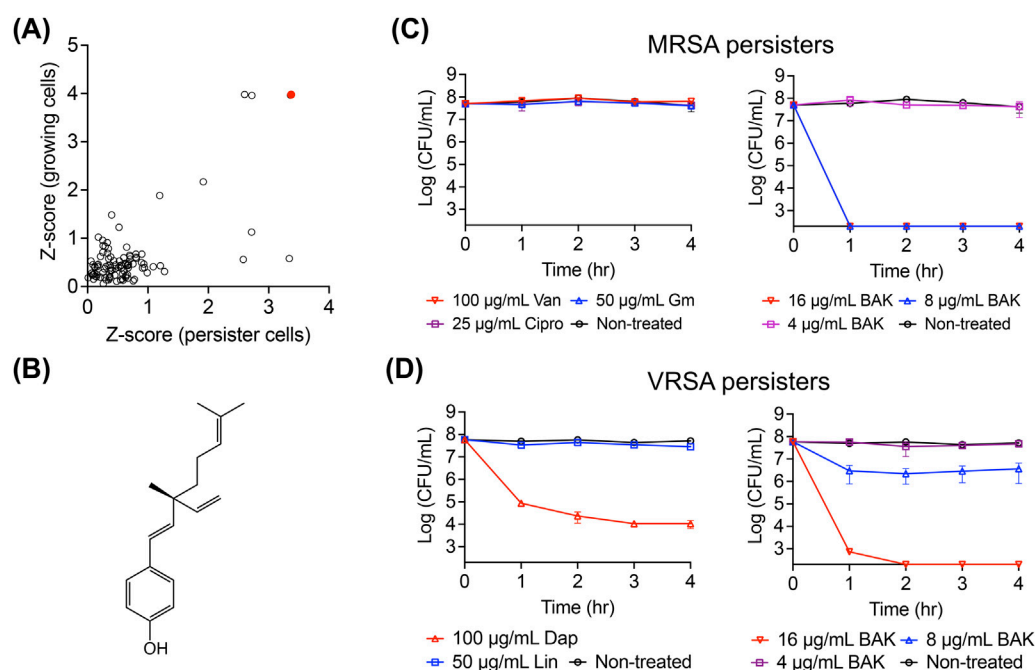 (A)
5
4
3
2
1
0
0 1 2 3 4
Z-score (growing cells)
Z-score (persister cells)
(B)
OH
(C)
MRSA persisters
9
8
7
6
5
4
3
Log (CFU/mL)
0 1 2 3 4
Time (hr)
100 µg/mL Van 50 µg/mL Gm
25 µg/mL Cipro Non-treated
9
8
7
6
5
4
3
Log (CFU/mL)
0 1 2 3 4
Time (hr)
16 µg/mL BAK 8 µg/mL BAK
4 µg/mL BAK Non-treated
(D)
VRSA persisters
9
8
7
6
5
4
3
Log (CFU/mL)
0 1 2 3 4
Time (hr)
100 µg/mL Dap
50 µg/mL Lin Non-treated
9
8
7
6
5
4
3
Log (CFU/mL)
0 1 2 3 4
Time (hr)
16 µg/mL BAK 8 µg/mL BAK
4 µg/mL BAK Non-treated